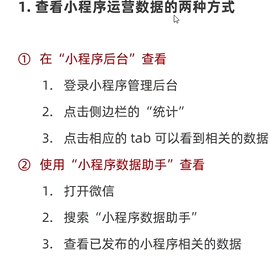 1. 查看小程序运营数据的两种方式
① 在“小程序后台”查看
1. 登录小程序管理后台
2. 点击侧边栏的“统计”
3. 点击相应的 tab 可以看到相关的数据
② 使用“小程序数据助手”查看
1. 打开微信
2. 搜索“小程序数据助手”
3. 查看已发布的小程序相关的数据